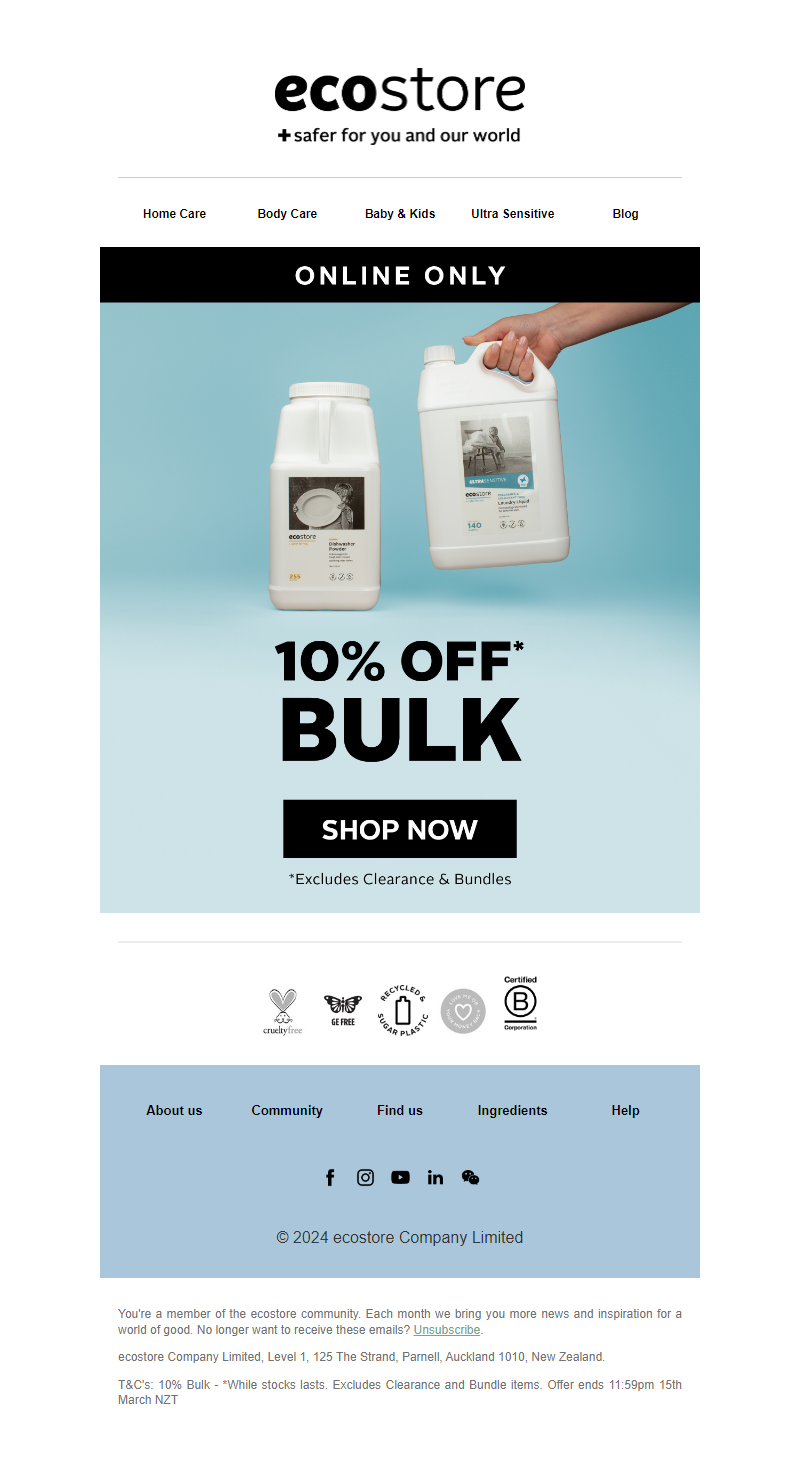 ecostore
+ safer for you and our world
Home Care Body Care Baby & Kids Ultra Sensitive Blog
ONLINE ONLY
ULTRASENSITIVE
ecostore
Laundry Liquid
140
ecostore
Dishwasher
Powder
10% OFF*
BULK
SHOP NOW
*Excludes Clearance & Bundles
crueltyfree
GE FREE
RECYCLED &
SUGAR PLASTIC
Certified
B
Corporation
About us Community Find us Ingredients Help
© 2024 ecostore Company Limited
You're a member of the ecostore community. Each month we bring you more news and inspiration for a
world of good. No longer want to receive these emails? Unsubscribe.
ecostore Company Limited, Level 1, 125 The Strand, Parnell, Auckland 1010, New Zealand.
T&C's: 10% Bulk - *While stocks lasts. Excludes Clearance and Bundle items. Offer ends 11:59pm 15th
March NZT